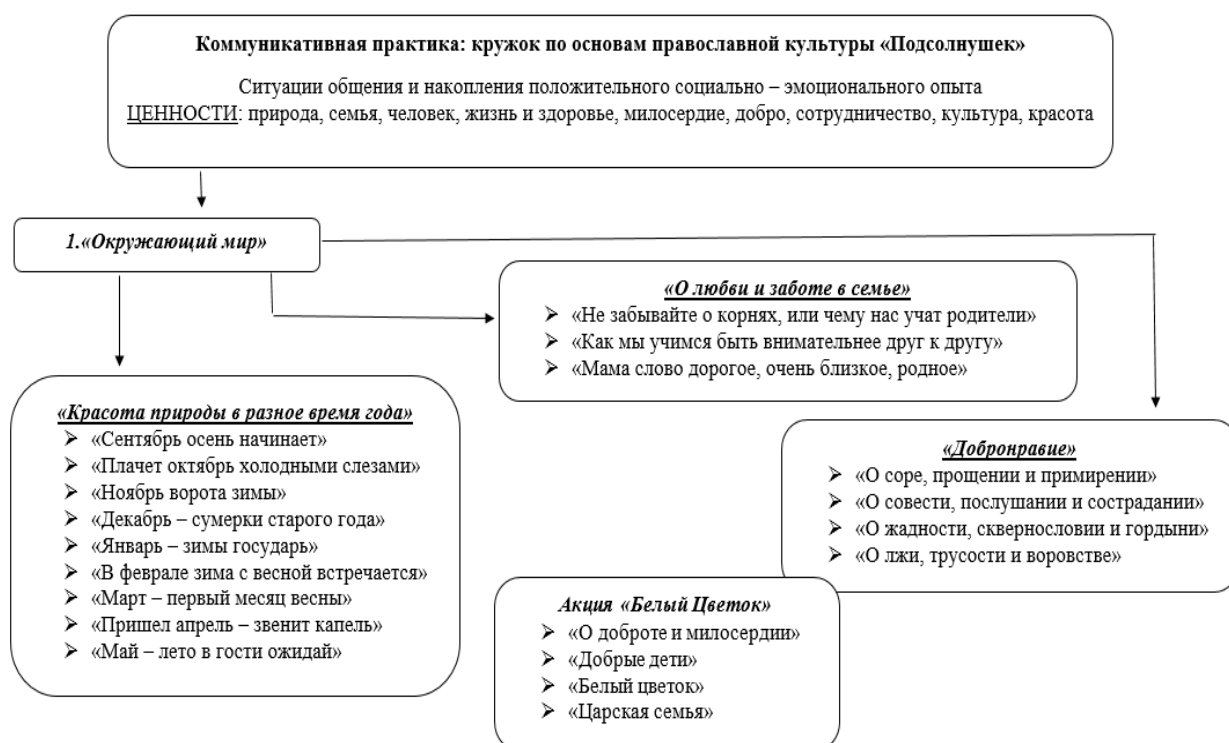 Коммуникативная практика: кружок по основам православной культуры «Подсолнушек»
Ситуации общения и накопления положительного социально – эмоционального опыта
ЦЕННОСТИ: природа, семья, человек, жизнь и здоровье, милосердие, добро, сотрудничество, культура, красота
1.«Окружающий мир»
«О любви и заботе в семье»
➤ «Не забывайте о корнях, или чему нас учат родители»
➤ «Как мы учимся быть внимательнее друг к другу»
➤ «Мама слово дорогое, очень близкое, родное»
«Красота природы в разное время года»
➤ «Сентябрь осень начинает»
➤ «Плачет октябрь холодными слезами»
➤ «Ноябрь ворота зимы»
➤ «Декабрь – сумерки старого года»
➤ «Январь – зимы государь»
➤ «В феврале зима с весной встречается»
➤ «Март – первый месяц весны»
➤ «Пришел апрель – звенит капель»
➤ «Май – лето в гости ожидай»
«Добронравие»
➤ «О соре, прощении и примирении»
➤ «О совести, послушании и сострадании»
➤ «О жадности, сквернословии и гордыни»
➤ «О лжи, трусости и воровстве»
Акция «Белый Цветок»
➤ «О доброте и милосердии»
➤ «Добрые дети»
➤ «Белый цветок»
➤ «Царская семья»